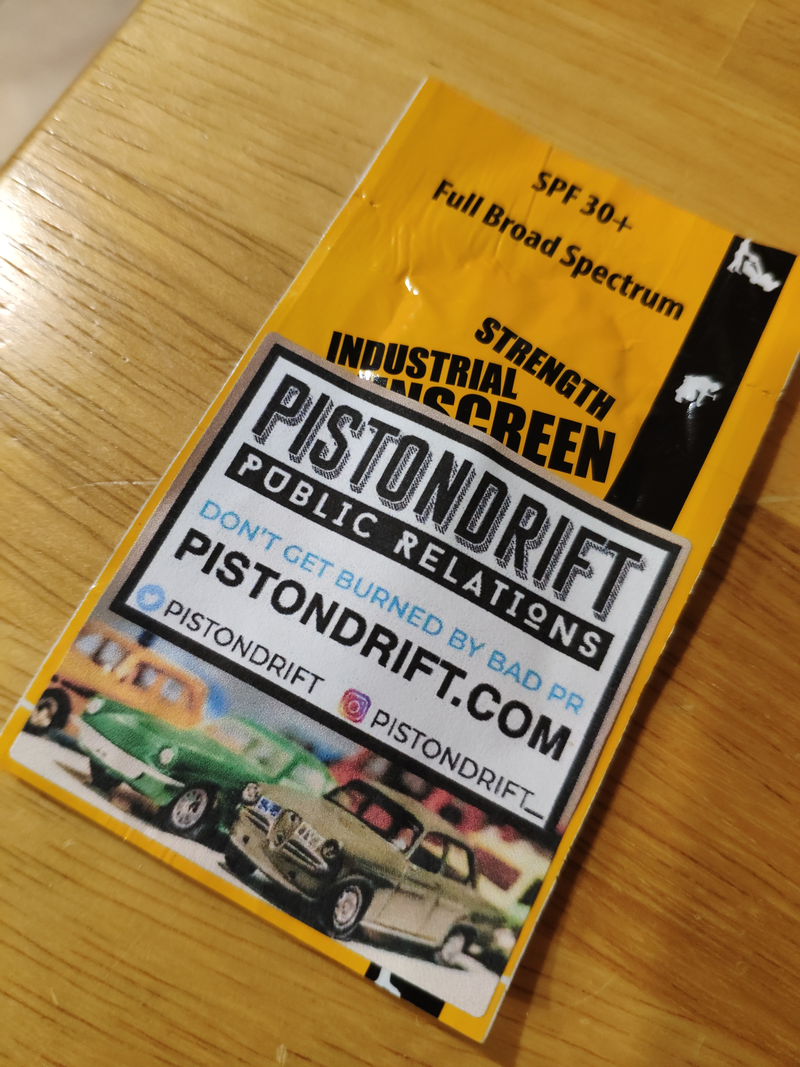 SPF 30+
Full Broad Spectrum
INDUSTRIAL STRENGTH
PISTONDRIFT
PUBLIC RELATIONS
DON'T GET BURNED BY BAD PR
PISTONDRIFT.COM
PISTONDRIFT
PISTONDRIFT_